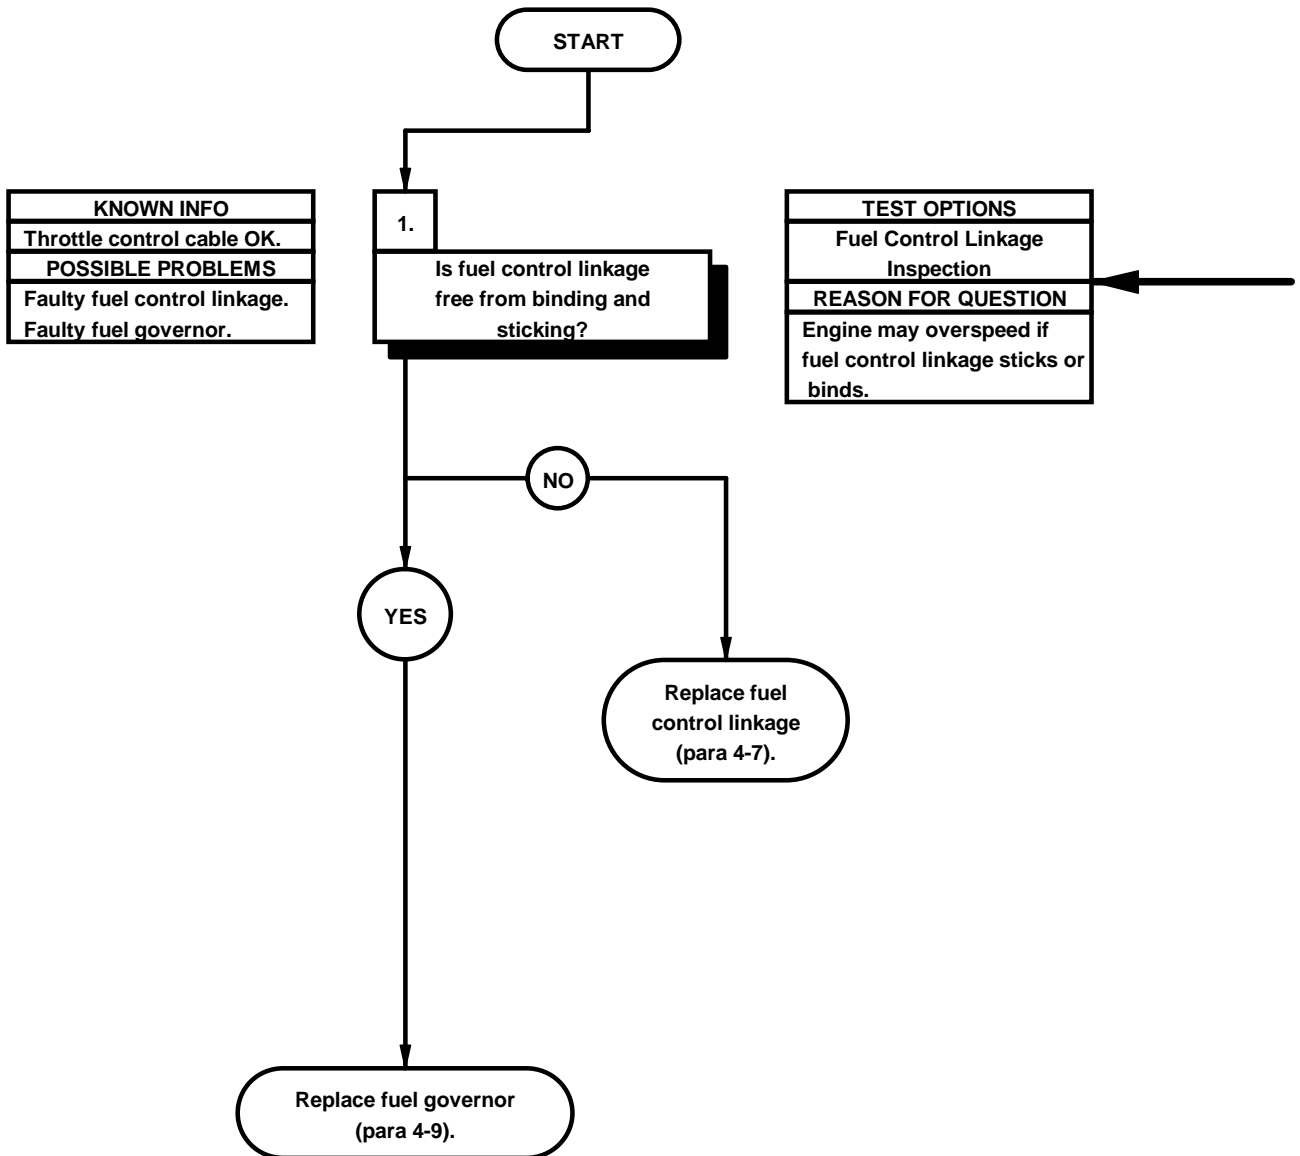 START
KNOWN INFO
Throttle control cable OK.
POSSIBLE PROBLEMS
Faulty fuel control linkage.
Faulty fuel governor.
1.
Is fuel control linkage
free from binding and
sticking?
TEST OPTIONS
Fuel Control Linkage
Inspection
REASON FOR QUESTION
Engine may overspeed if
fuel control linkage sticks or
binds.
NO
YES
Replace fuel
control linkage
(para 4-7).
Replace fuel governor
(para 4-9).